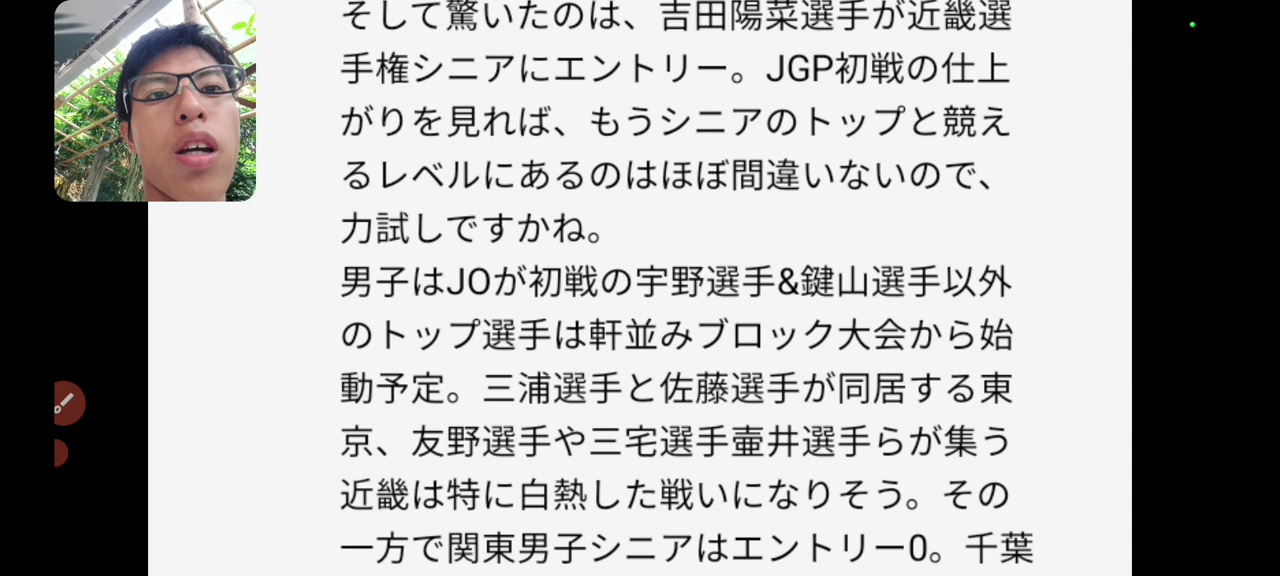 そして驚いたのは、吉田陽菜選手が近畿選
手権シニアにエントリー。JGP初戦の仕上
がりを見れば、もうシニアのトップと競え
るレベルにあるのはほぼ間違いないので、
力試しですかね。
男子はJOが初戦の宇野選手&鍵山選手以外
のトップ選手は軒並みブロック大会から始
動予定。三浦選手と佐藤選手が同居する東
京、友野選手や三宅選手壷井選手らが集う
近畿は特に白熱した戦いになりそう。その
一方で関東男子シニアはエントリー0。千葉